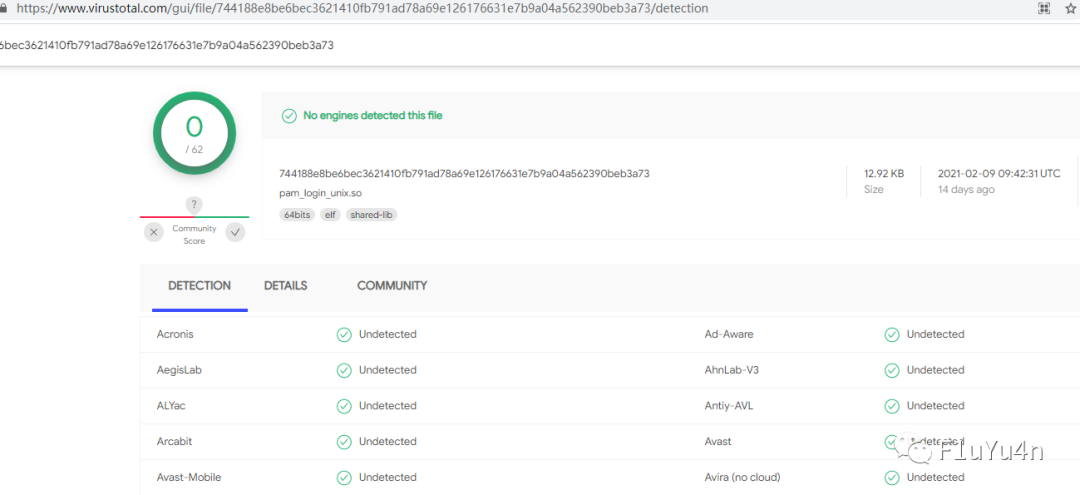 https://www.virustotal.com/gui/file/744188e8be6bec3621410fb791ad78a69e126176631e7b9a04a562390beb3a73/detection
6bec3621410fb791ad78a69e126176631e7b9a04a562390beb3a73
0
/ 62
No engines detected this file
744188e8be6bec3621410fb791ad78a69e126176631e7b9a04a562390beb3a73
pam_login_unix.so
64bits elf shared-lib
12.92 KB
Size
2021-02-09 09:42:31 UTC
14 days ago
?
Community
Score
DETECTION DETAILS COMMUNITY
Acronis Undetected Ad-Aware Undetected
AegisLab Undetected AhnLab-V3 Undetected
ALYac Undetected Antiy-AVL Undetected
Arcabit Undetected Avast Undetected
Avast-Mobile Undetected Avira (no cloud) Undetected
F1uYu4n